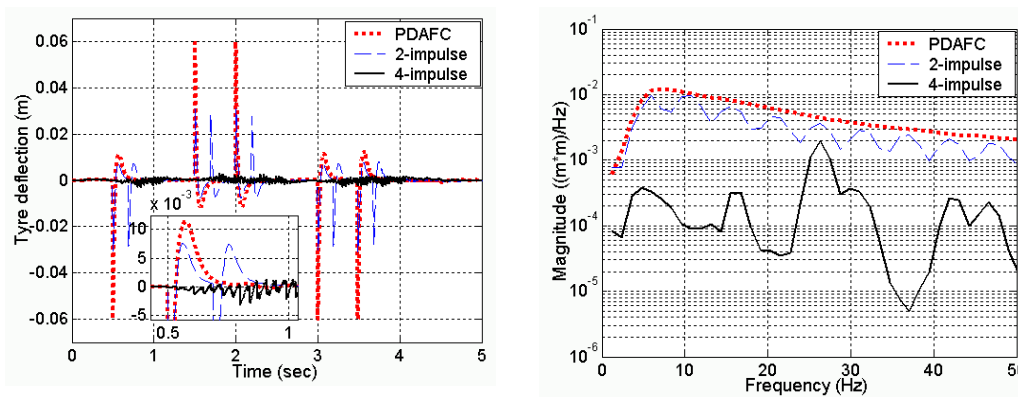 0.06
0.04
0.02
0
-0.02
-0.04
-0.06
Tyre deflection (m)
PDAFC
2-impulse
4-impulse
x 10⁻³
10
5
0
-5
0.5 1
0 1 2 3 4 5
Time (sec)
10⁻¹
10⁻²
10⁻³
10⁻⁴
10⁻⁵
10⁻⁶
Magnitude ((m*m)/Hz)
PDAFC
2-impulse
4-impulse
0 10 20 30 40 50
Frequency (Hz)